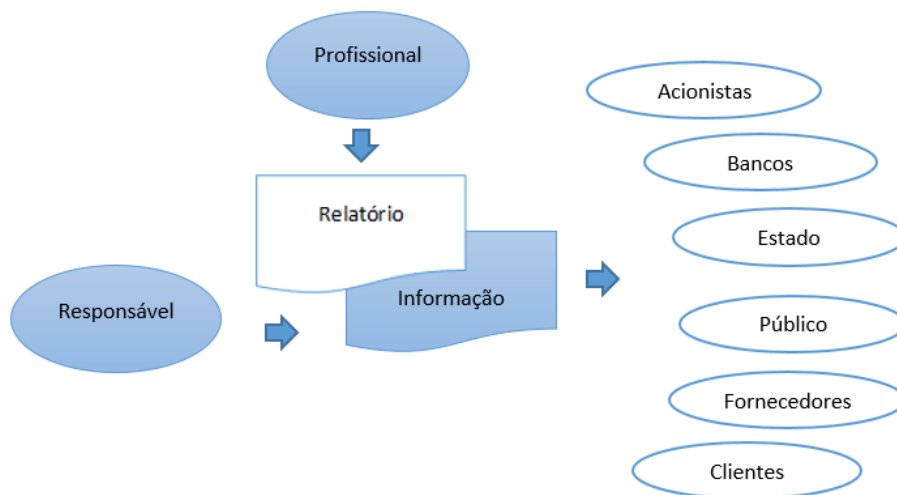 Profissional
Acionistas
Bancos
Relatório
Estado
Informação
Responsável
Público
Fornecedores
Clientes